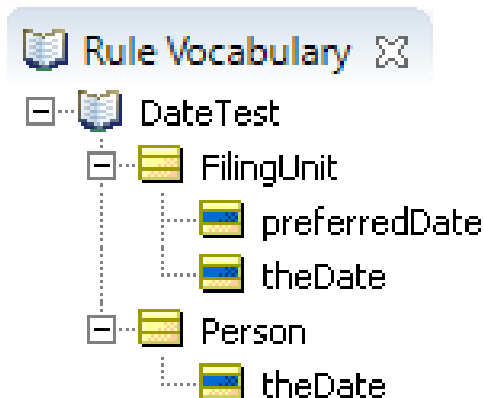 Rule Vocabulary
DateTest
FilingUnit
preferredDate
theDate
Person
theDate